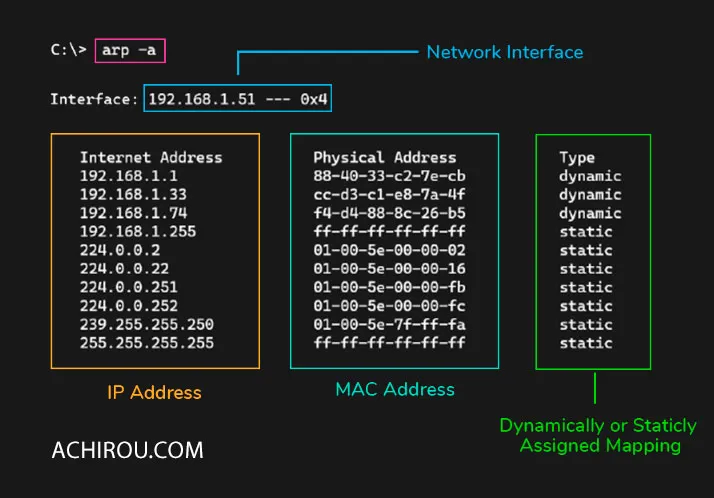 C:\> arp -a
Network Interface
Interface: 192.168.1.51 --- 0x4
Internet Address Physical Address Type
192.168.1.1 88-40-33-c2-7e-cb dynamic
192.168.1.33 cc-d3-c1-e8-7a-4f dynamic
192.168.1.74 f4-d4-88-8c-26-b5 dynamic
192.168.1.255 ff-ff-ff-ff-ff-ff static
224.0.0.2 01-00-5e-00-00-02 static
224.0.0.22 01-00-5e-00-00-16 static
224.0.0.251 01-00-5e-00-00-fb static
224.0.0.252 01-00-5e-00-00-fc static
239.255.255.250 01-00-5e-7f-ff-fa static
255.255.255.255 ff-ff-ff-ff-ff-ff static
IP Address
MAC Address
Dynamically or Staticly
Assigned Mapping
ACHIROU.COM